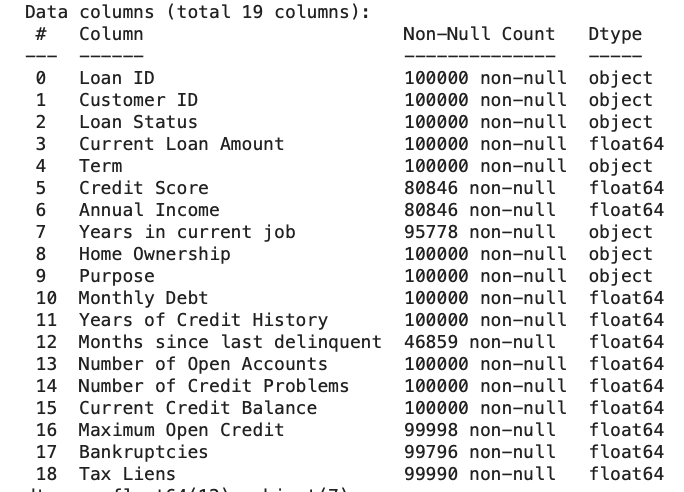 Data columns (total 19 columns):
 #   Column                        Non-Null Count   Dtype
---  ------                        --------------   -----
 0   Loan ID                       100000 non-null  object
 1   Customer ID                   100000 non-null  object
 2   Loan Status                   100000 non-null  object
 3   Current Loan Amount           100000 non-null  float64
 4   Term                          100000 non-null  object
 5   Credit Score                  80846 non-null   float64
 6   Annual Income                 80846 non-null   float64
 7   Years in current job          95778 non-null   object
 8   Home Ownership                100000 non-null  object
 9   Purpose                       100000 non-null  object
 10  Monthly Debt                  100000 non-null  float64
 11  Years of Credit History       100000 non-null  float64
 12  Months since last delinquent  46859 non-null   float64
 13  Number of Open Accounts       100000 non-null  float64
 14  Number of Credit Problems     100000 non-null  float64
 15  Current Credit Balance        100000 non-null  float64
 16  Maximum Open Credit           99998 non-null   float64
 17  Bankruptcies                  99796 non-null   float64
 18  Tax Liens                     99990 non-null   float64